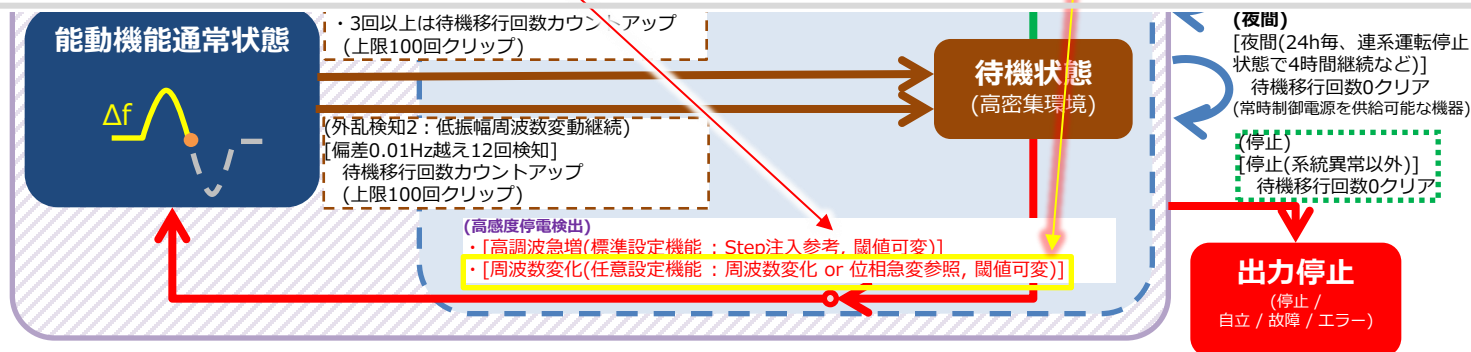 能動機能通常状態
Δf
・3回以上は待機移行回数カウントアップ
(上限100回クリップ)
(外乱検知2：低振幅周波数変動継続)
[偏差0.01Hz越え12回検知]
待機移行回数カウントアップ
(上限100回クリップ)
待機状態
(高密集環境)
(夜間)
[夜間(24h毎、連系運転停止
状態で4時間継続など)]
待機移行回数0クリア
(常時制御電源を供給可能な機器)
(停止)
[停止(系統異常以外)]
待機移行回数0クリア
(高感度停電検出)
・[高調波急増(標準設定機能：Step注入参考, 閾値可変)]
・[周波数変化(任意設定機能：周波数変化 or 位相急変参照, 閾値可変)]
出力停止
(停止 /
自立 / 故障 / エラー)